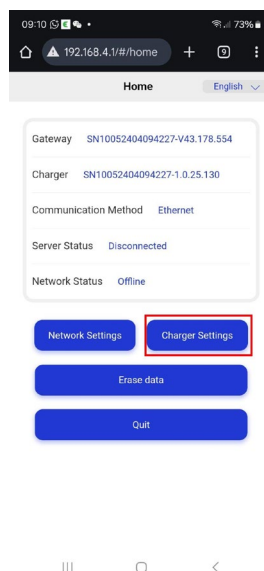 09:10 73%
192.168.4.1/#/home 9
Home English
Gateway SN10052404094227-V43.178.554
Charger SN10052404094227-1.0.25.130
Communication Method Ethernet
Server Status Disconnected
Network Status Offline
Network Settings Charger Settings
Erase data
Quit